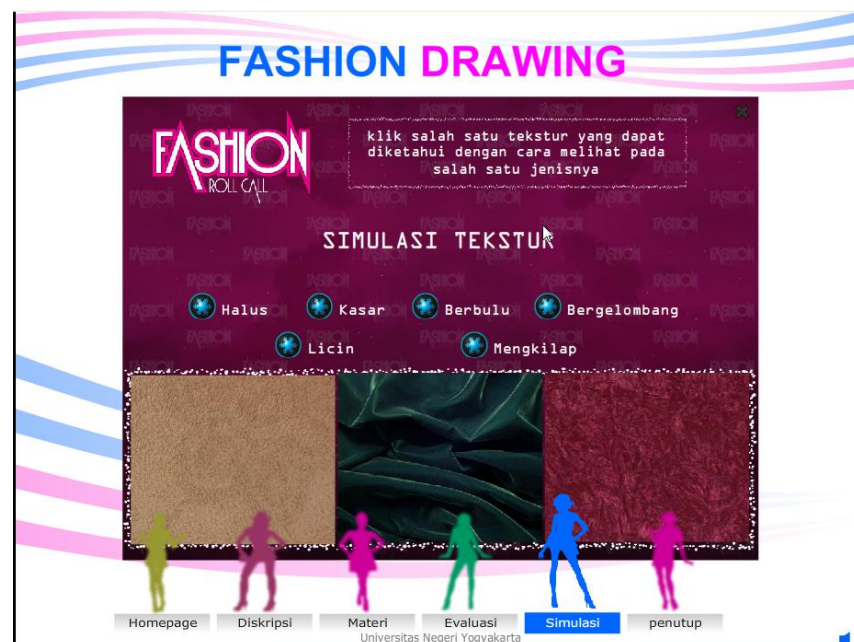 FASHION DRAWING
FASHION
ROLL CALL
klik salah satu tekstur yang dapat
diketahui dengan cara melihat pada
salah satu jenisnya
SIMULASI TEKSTUR
Halus Kasar Berbulu Bergelombang
Licin Mengkilap
Homepage Diskripsi Materi Evaluasi Simulasi penutup
Universitas Negeri Yogyakarta